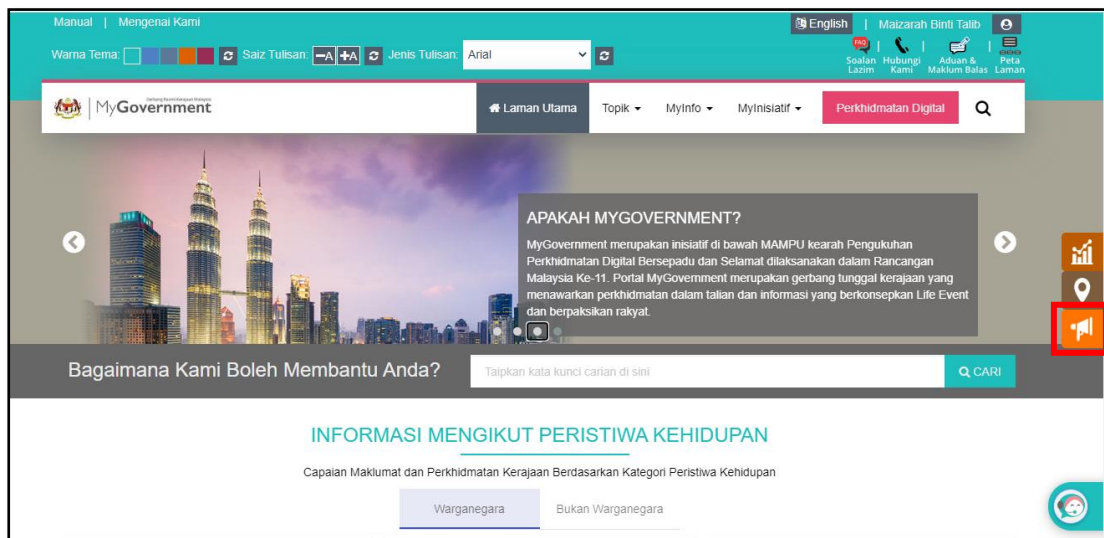 Manual | Mengenai Kami
English | Maizarah Binti Talib
Warna Tema: Saiz Tulisan: -A +A Jenis Tulisan: Arial
FAQ
Soalan Lazim | Hubungi Kami | Aduan & Maklum Balas | Peta Laman
MyGovernment
Laman Utama Topik MyInfo MyInisiatif Perkhidmatan Digital
APAKAH MYGOVERNMENT?
MyGovernment merupakan inisiatif di bawah MAMPU kearah Pengukuhan
Perkhidmatan Digital Bersepadu dan Selamat dilaksanakan dalam Rancangan
Malaysia Ke-11. Portal MyGovernment merupakan gerbang tunggal kerajaan yang
menawarkan perkhidmatan dalam talian dan informasi yang berkonsepkan Life Event
dan berpaksikan rakyat.
Bagaimana Kami Boleh Membantu Anda? Taipkan kata kunci carian di sini CARI
INFORMASI MENGIKUT PERISTIWA KEHIDUPAN
Capaian Maklumat dan Perkhidmatan Kerajaan Berdasarkan Kategori Peristiwa Kehidupan
Warganegara Bukan Warganegara